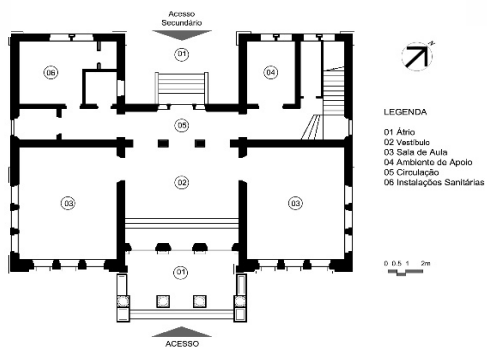 Acesso
Secundário
01
06
04
05
02
03
03
01
ACESSO
N
LEGENDA
01 Átrio
02 Vestíbulo
03 Sala de Aula
04 Ambiente de Apoio
05 Circulação
06 Instalações Sanitárias
0 0.5 1 2m